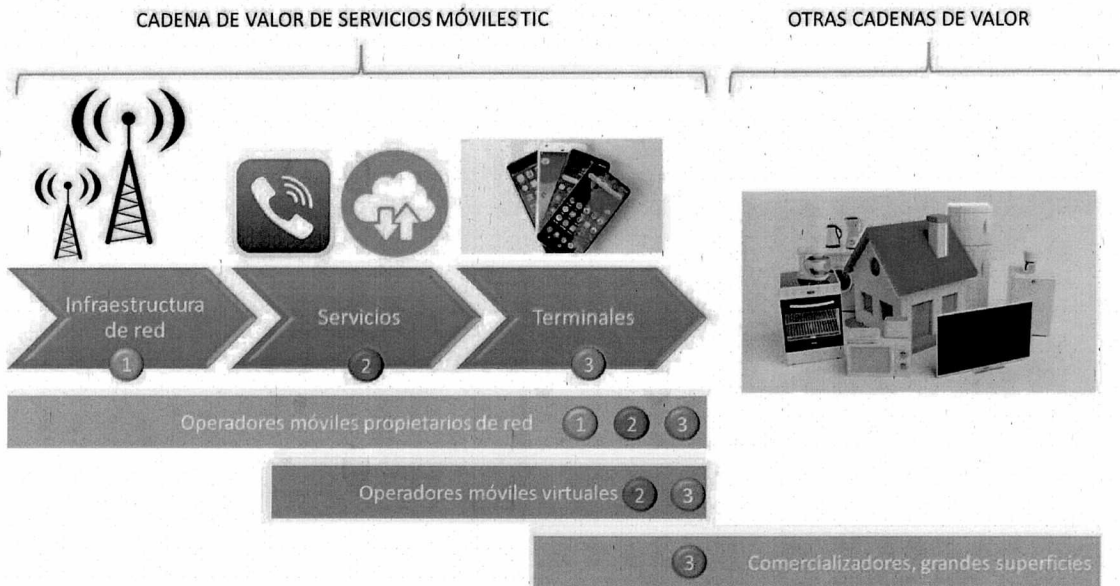 CADENA DE VALOR DE SERVICIOS MÓVILES TIC
OTRAS CADENAS DE VALOR
Infraestructura
de red
1
Servicios
2
Terminales
3
Operadores móviles propietarios de red 1 2 3
Operadores móviles virtuales 2 3
3 Comercializadores, grandes superficies